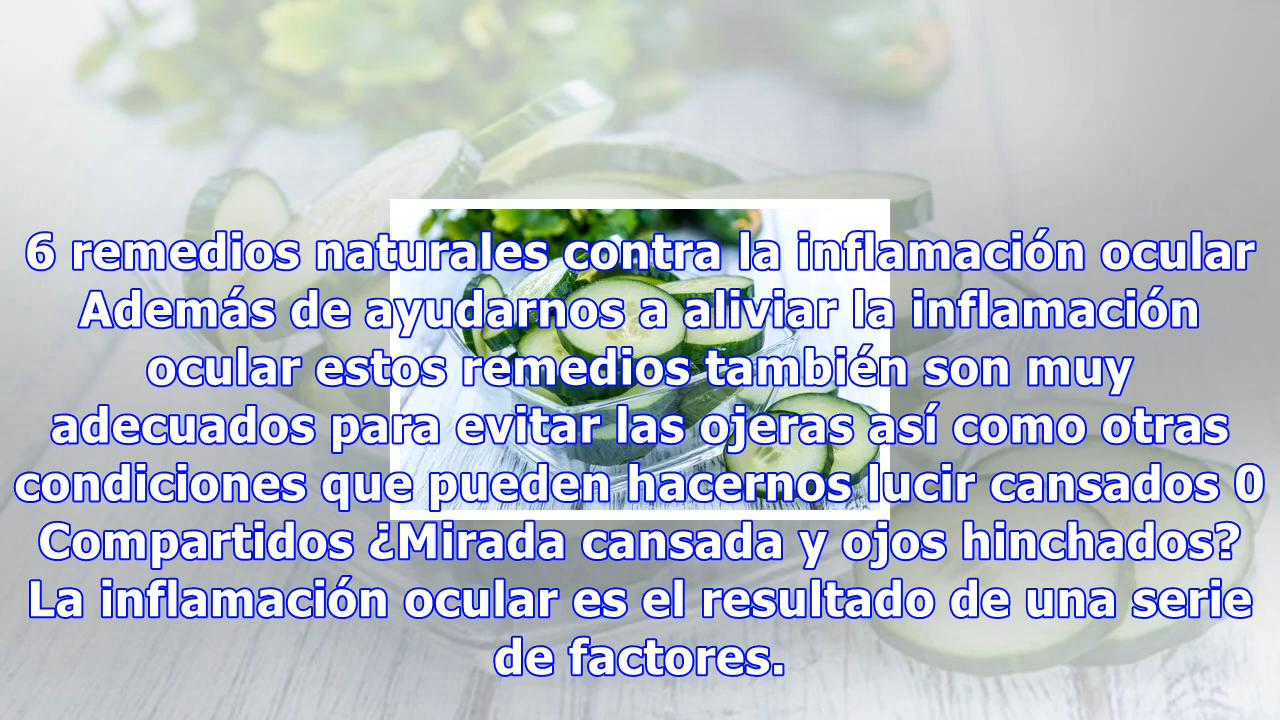 6 remedios naturales contra la inflamación ocular
Además de ayudarnos a aliviar la inflamación
ocular estos remedios también son muy
adecuados para evitar las ojeras así como otras
condiciones que pueden hacernos lucir cansados 0
Compartidos ¿Mirada cansada y ojos hinchados?
La inflamación ocular es el resultado de una serie
de factores.